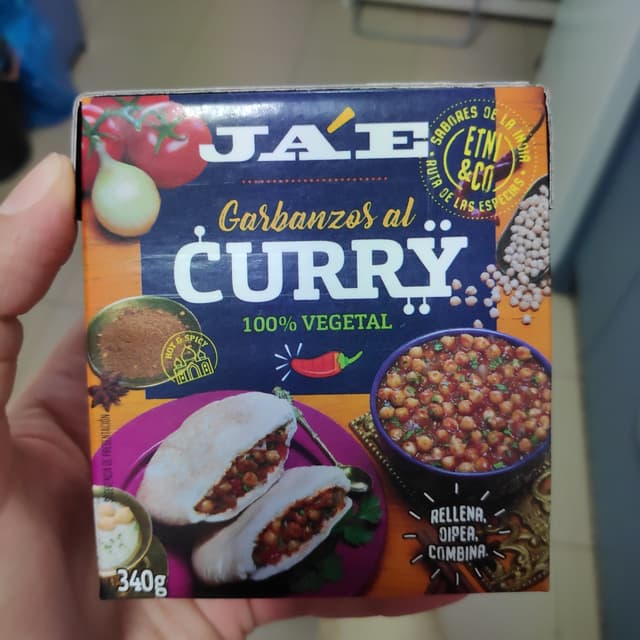 JA'E
SABORES DE LA INDIA
ETNI
&CO.
RUTA DE LAS ESPECIAS
Garbanzos al
CURRY
100% VEGETAL
HOT & SPICY
RELLENA,
DIPEA,
COMBINA.
340g